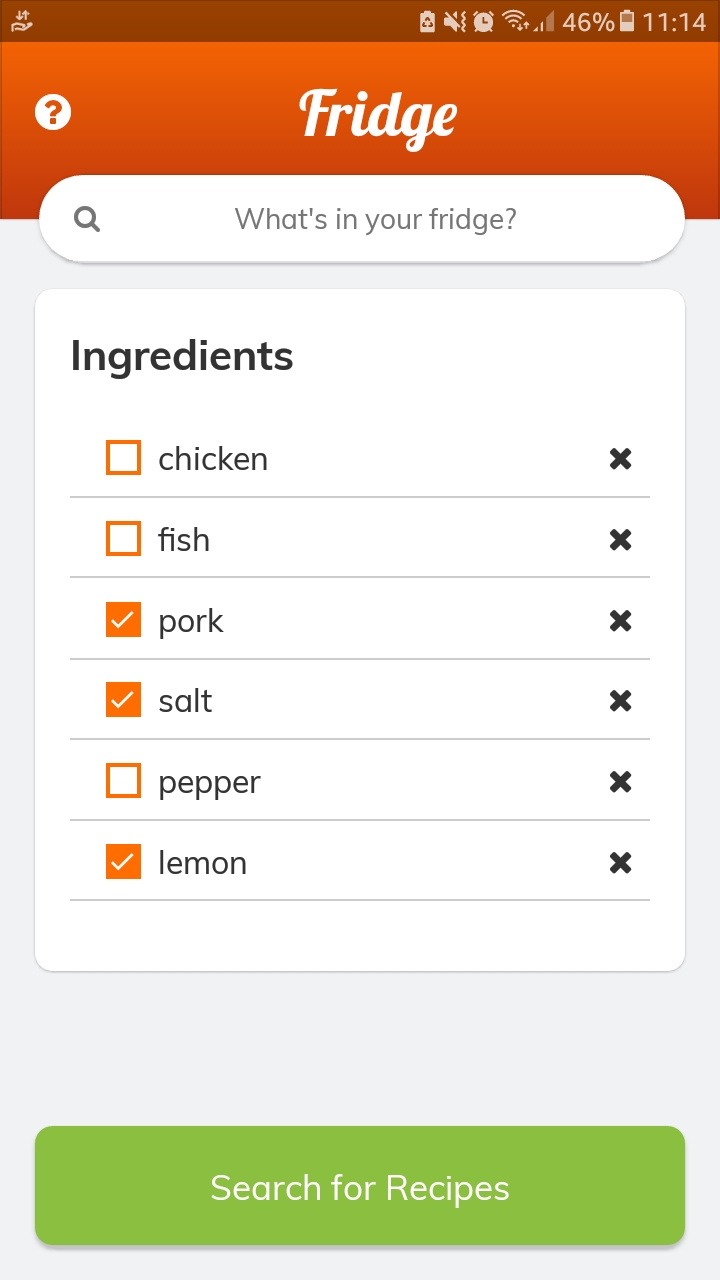 46% 11:14
Fridge
What's in your fridge?
Ingredients
chicken
fish
pork
salt
pepper
lemon
Search for Recipes